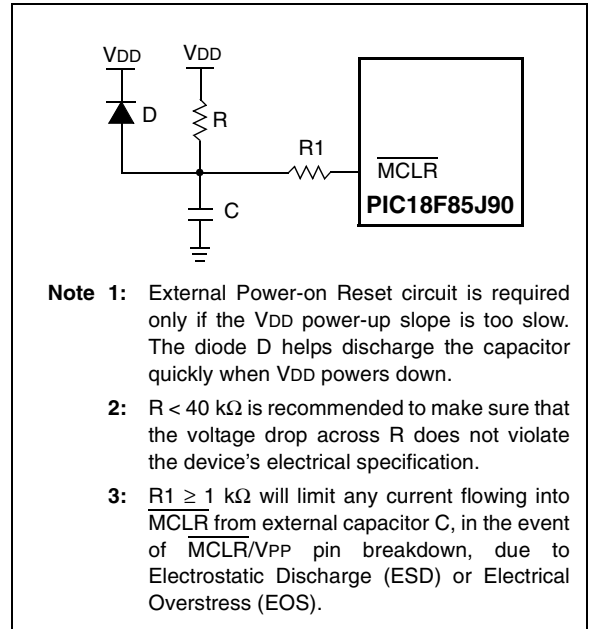 VDD VDD
D
R
R1
C
MCLR
PIC18F85J90
Note 1: External Power-on Reset circuit is required
only if the VDD power-up slope is too slow.
The diode D helps discharge the capacitor
quickly when VDD powers down.
2: R < 40 kΩ is recommended to make sure that
the voltage drop across R does not violate
the device's electrical specification.
3: R1 ≥ 1 kΩ will limit any current flowing into
MCLR from external capacitor C, in the event
of MCLR/VPP pin breakdown, due to
Electrostatic Discharge (ESD) or Electrical
Overstress (EOS).